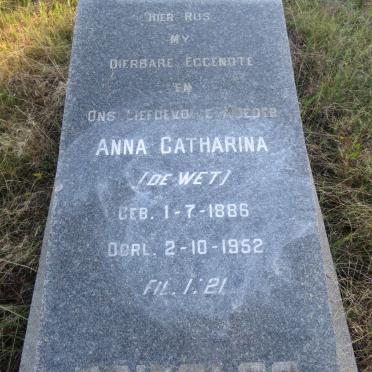 HIER RUS
MY
DIERBARE EGGENOTE
EN
ONS LIEFDEVOLLE MOEDER
ANNA CATHARINA
(DE WET)
GEB. 1-7-1886
OORL. 2-10-1952
FIL. 1:21